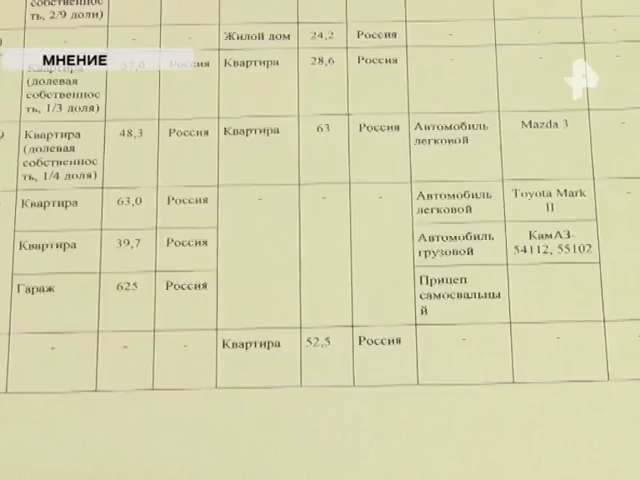 собственнос
ть, 2/9 доли)
- - - Жилой дом 24,2 Россия - - -
МНЕНИЕ
Квартира 37,0 Россия Квартира 28,6 Россия - -
(долевая
собственнос
ть, 1/3 доля)
9 Квартира 48,3 Россия Квартира 63 Россия Автомобиль Mazda 3 -
(долевая легковой
собственнос
ть, 1/4 доля)
Квартира 63,0 Россия - - - Автомобиль Toyota Mark -
легковой II
Квартира 39,7 Россия Автомобиль КамАЗ-
грузовой 54112, 55102
Гараж 625 Россия Прицеп
самосвальны
й
- - - Квартира 52,5 Россия - - -